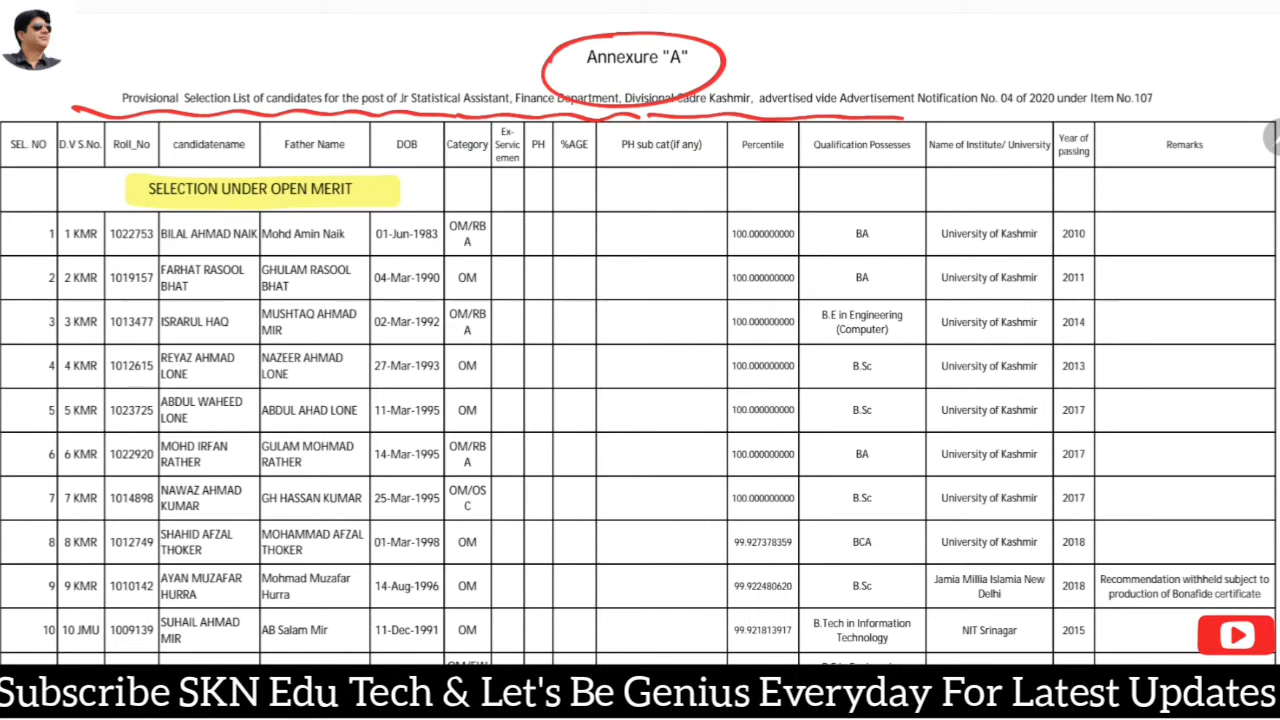 Annexure "A"
Provisional Selection List of candidates for the post of Jr Statistical Assistant, Finance Department, Divisional Cadre Kashmir, advertised vide Advertisement Notification No. 04 of 2020 under Item No.107
SEL. NO D.V S.No. Roll_No candidatename Father Name DOB Category Ex-Servic emen PH %AGE PH sub cat(if any) Percentile Qualification Possesses Name of Institute/ University Year of passing Remarks
SELECTION UNDER OPEN MERIT
1 1 KMR 1022753 BILAL AHMAD NAIK Mohd Amin Naik 01-Jun-1983 OM/RB A 100.000000000 BA University of Kashmir 2010
2 2 KMR 1019157 FARHAT RASOOL BHAT GHULAM RASOOL BHAT 04-Mar-1990 OM 100.000000000 BA University of Kashmir 2011
3 3 KMR 1013477 ISRARUL HAQ MUSHTAQ AHMAD MIR 02-Mar-1992 OM/RB A 100.000000000 B.E in Engineering (Computer) University of Kashmir 2014
4 4 KMR 1012615 REYAZ AHMAD LONE NAZEER AHMAD LONE 27-Mar-1993 OM 100.000000000 B.Sc University of Kashmir 2013
5 5 KMR 1023725 ABDUL WAHEED LONE ABDUL AHAD LONE 11-Mar-1995 OM 100.000000000 B.Sc University of Kashmir 2017
6 6 KMR 1022920 MOHD IRFAN RATHER GULAM MOHMAD RATHER 14-Mar-1995 OM/RB A 100.000000000 BA University of Kashmir 2017
7 7 KMR 1014898 NAWAZ AHMAD KUMAR GH HASSAN KUMAR 25-Mar-1995 OM/OS C 100.000000000 B.Sc University of Kashmir 2017
8 8 KMR 1012749 SHAHID AFZAL THOKER MOHAMMAD AFZAL THOKER 01-Mar-1998 OM 99.927378359 BCA University of Kashmir 2018
9 9 KMR 1010142 AYAN MUZAFAR HURRA Mohmad Muzafar Hurra 14-Aug-1996 OM 99.922480620 B.Sc Jamia Millia Islamia New Delhi 2018 Recommendation withheld subject to production of Bonafide certificate
10 10 JMU 1009139 SUHAIL AHMAD MIR AB Salam Mir 11-Dec-1991 OM 99.921813917 B.Tech in Information Technology NIT Srinagar 2015
Subscribe SKN Edu Tech & Let's Be Genius Everyday For Latest Updates